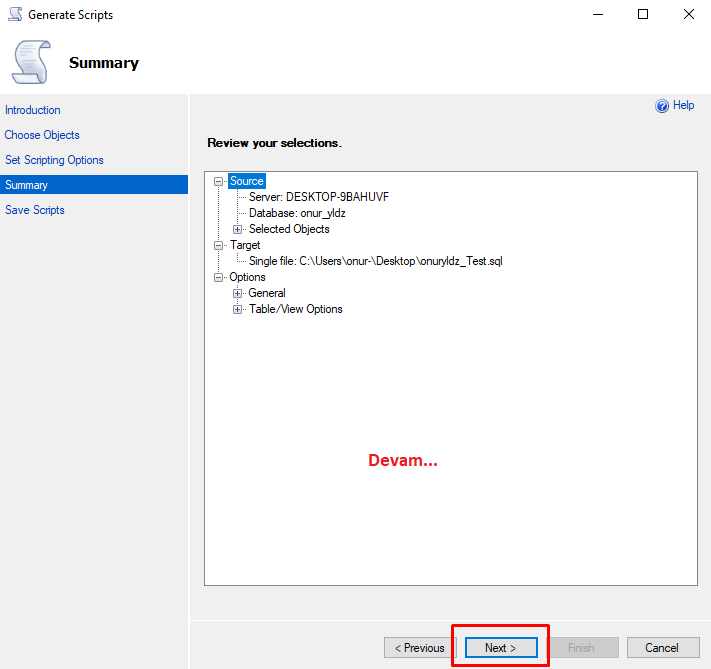 Generate Scripts
Summary
Introduction
Choose Objects
Set Scripting Options
Summary
Save Scripts
Help
Review your selections.
Source
Server: DESKTOP-9BAHUVF
Database: onur_yldz
Selected Objects
Target
Single file: C:\Users\onur-\Desktop\onuryldz_Test.sql
Options
General
Table/View Options
Devam...
< Previous
Next >
Finish
Cancel